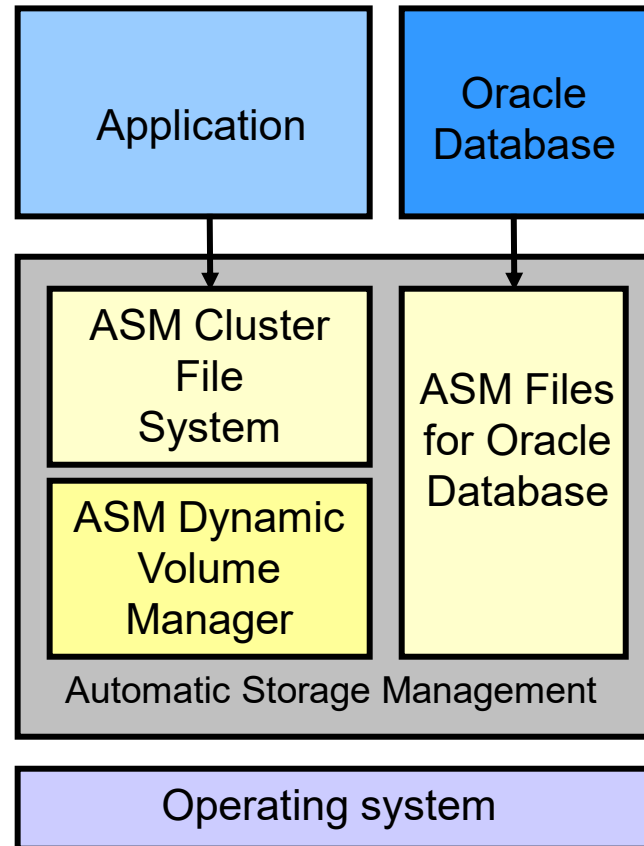 Application
Oracle
Database
ASM Cluster
File
System
ASM Files
for Oracle
Database
ASM Dynamic
Volume
Manager
Automatic Storage Management
Operating system